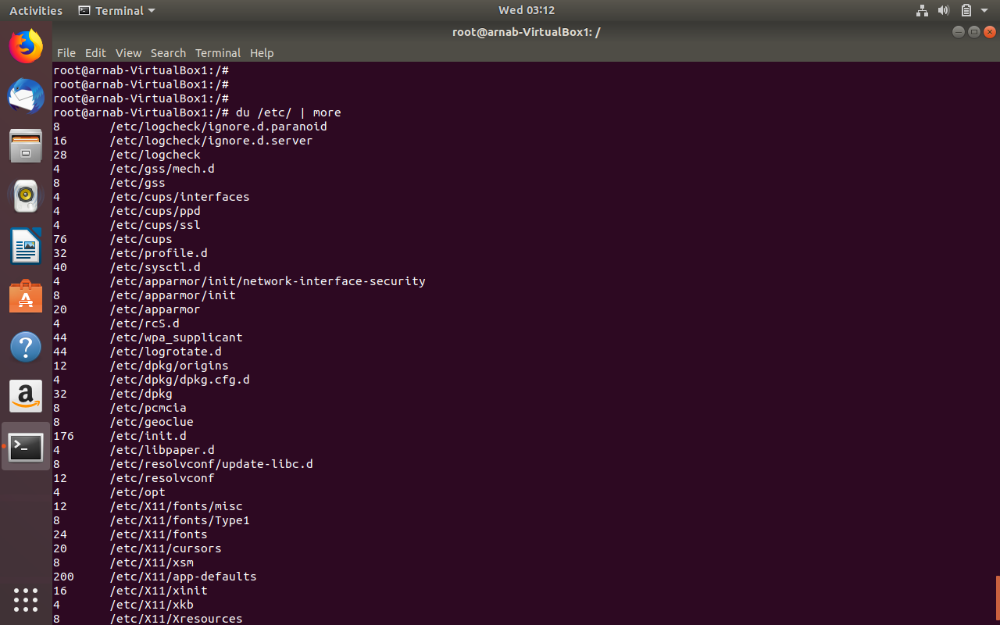 Activities Terminal Wed 03:12
root@arnab-VirtualBox1: /
File Edit View Search Terminal Help
root@arnab-VirtualBox1:/#
root@arnab-VirtualBox1:/#
root@arnab-VirtualBox1:/#
root@arnab-VirtualBox1:/# du /etc/ | more
8 /etc/logcheck/ignore.d.paranoid
16 /etc/logcheck/ignore.d.server
28 /etc/logcheck
4 /etc/gss/mech.d
8 /etc/gss
4 /etc/cups/interfaces
4 /etc/cups/ppd
4 /etc/cups/ssl
76 /etc/cups
32 /etc/profile.d
40 /etc/sysctl.d
4 /etc/apparmor/init/network-interface-security
8 /etc/apparmor/init
20 /etc/apparmor
4 /etc/rcS.d
44 /etc/wpa_supplicant
44 /etc/logrotate.d
12 /etc/dpkg/origins
4 /etc/dpkg/dpkg.cfg.d
32 /etc/dpkg
8 /etc/pcmcia
8 /etc/geoclue
176 /etc/init.d
4 /etc/libpaper.d
8 /etc/resolvconf/update-libc.d
12 /etc/resolvconf
4 /etc/opt
12 /etc/X11/fonts/misc
8 /etc/X11/fonts/Type1
24 /etc/X11/fonts
20 /etc/X11/cursors
8 /etc/X11/xsm
200 /etc/X11/app-defaults
16 /etc/X11/xinit
4 /etc/X11/xkb
8 /etc/X11/Xresources